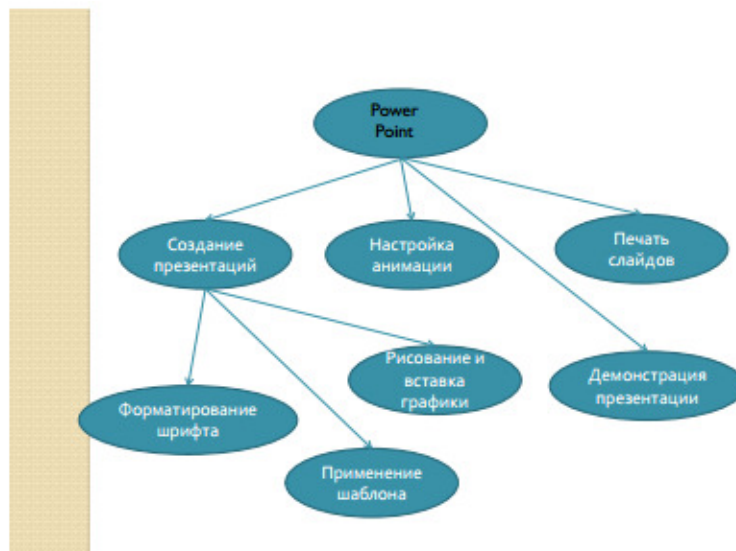 Power
Point
Создание
презентаций
Настройка
анимации
Печать
слайдов
Рисование и
вставка
графики
Демонстрация
презентации
Форматирование
шрифта
Применение
шаблона